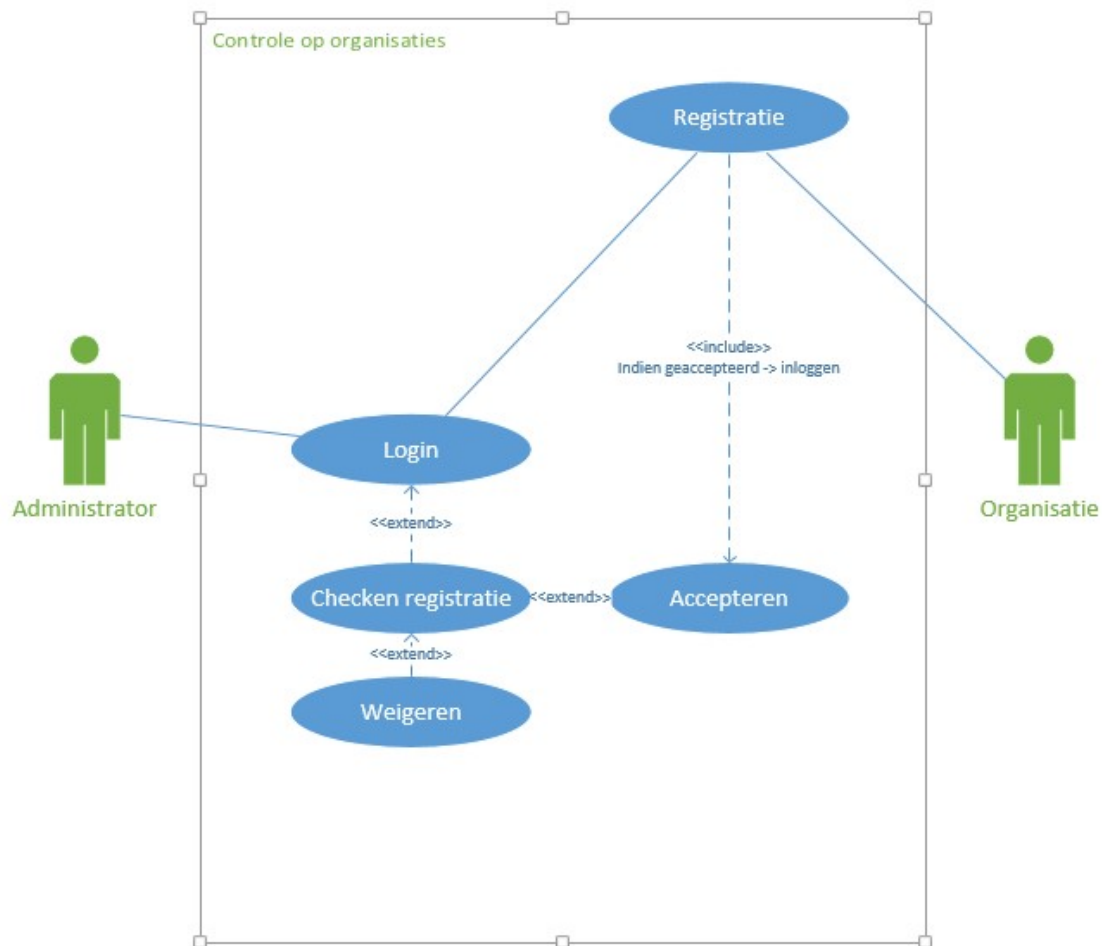 Controle op organisaties
Registratie
<<include>>
Indien geaccepteerd -> inloggen
Login
Administrator
Organisatie
<<extend>>
Checken registratie
<<extend>>
Accepteren
<<extend>>
Weigeren